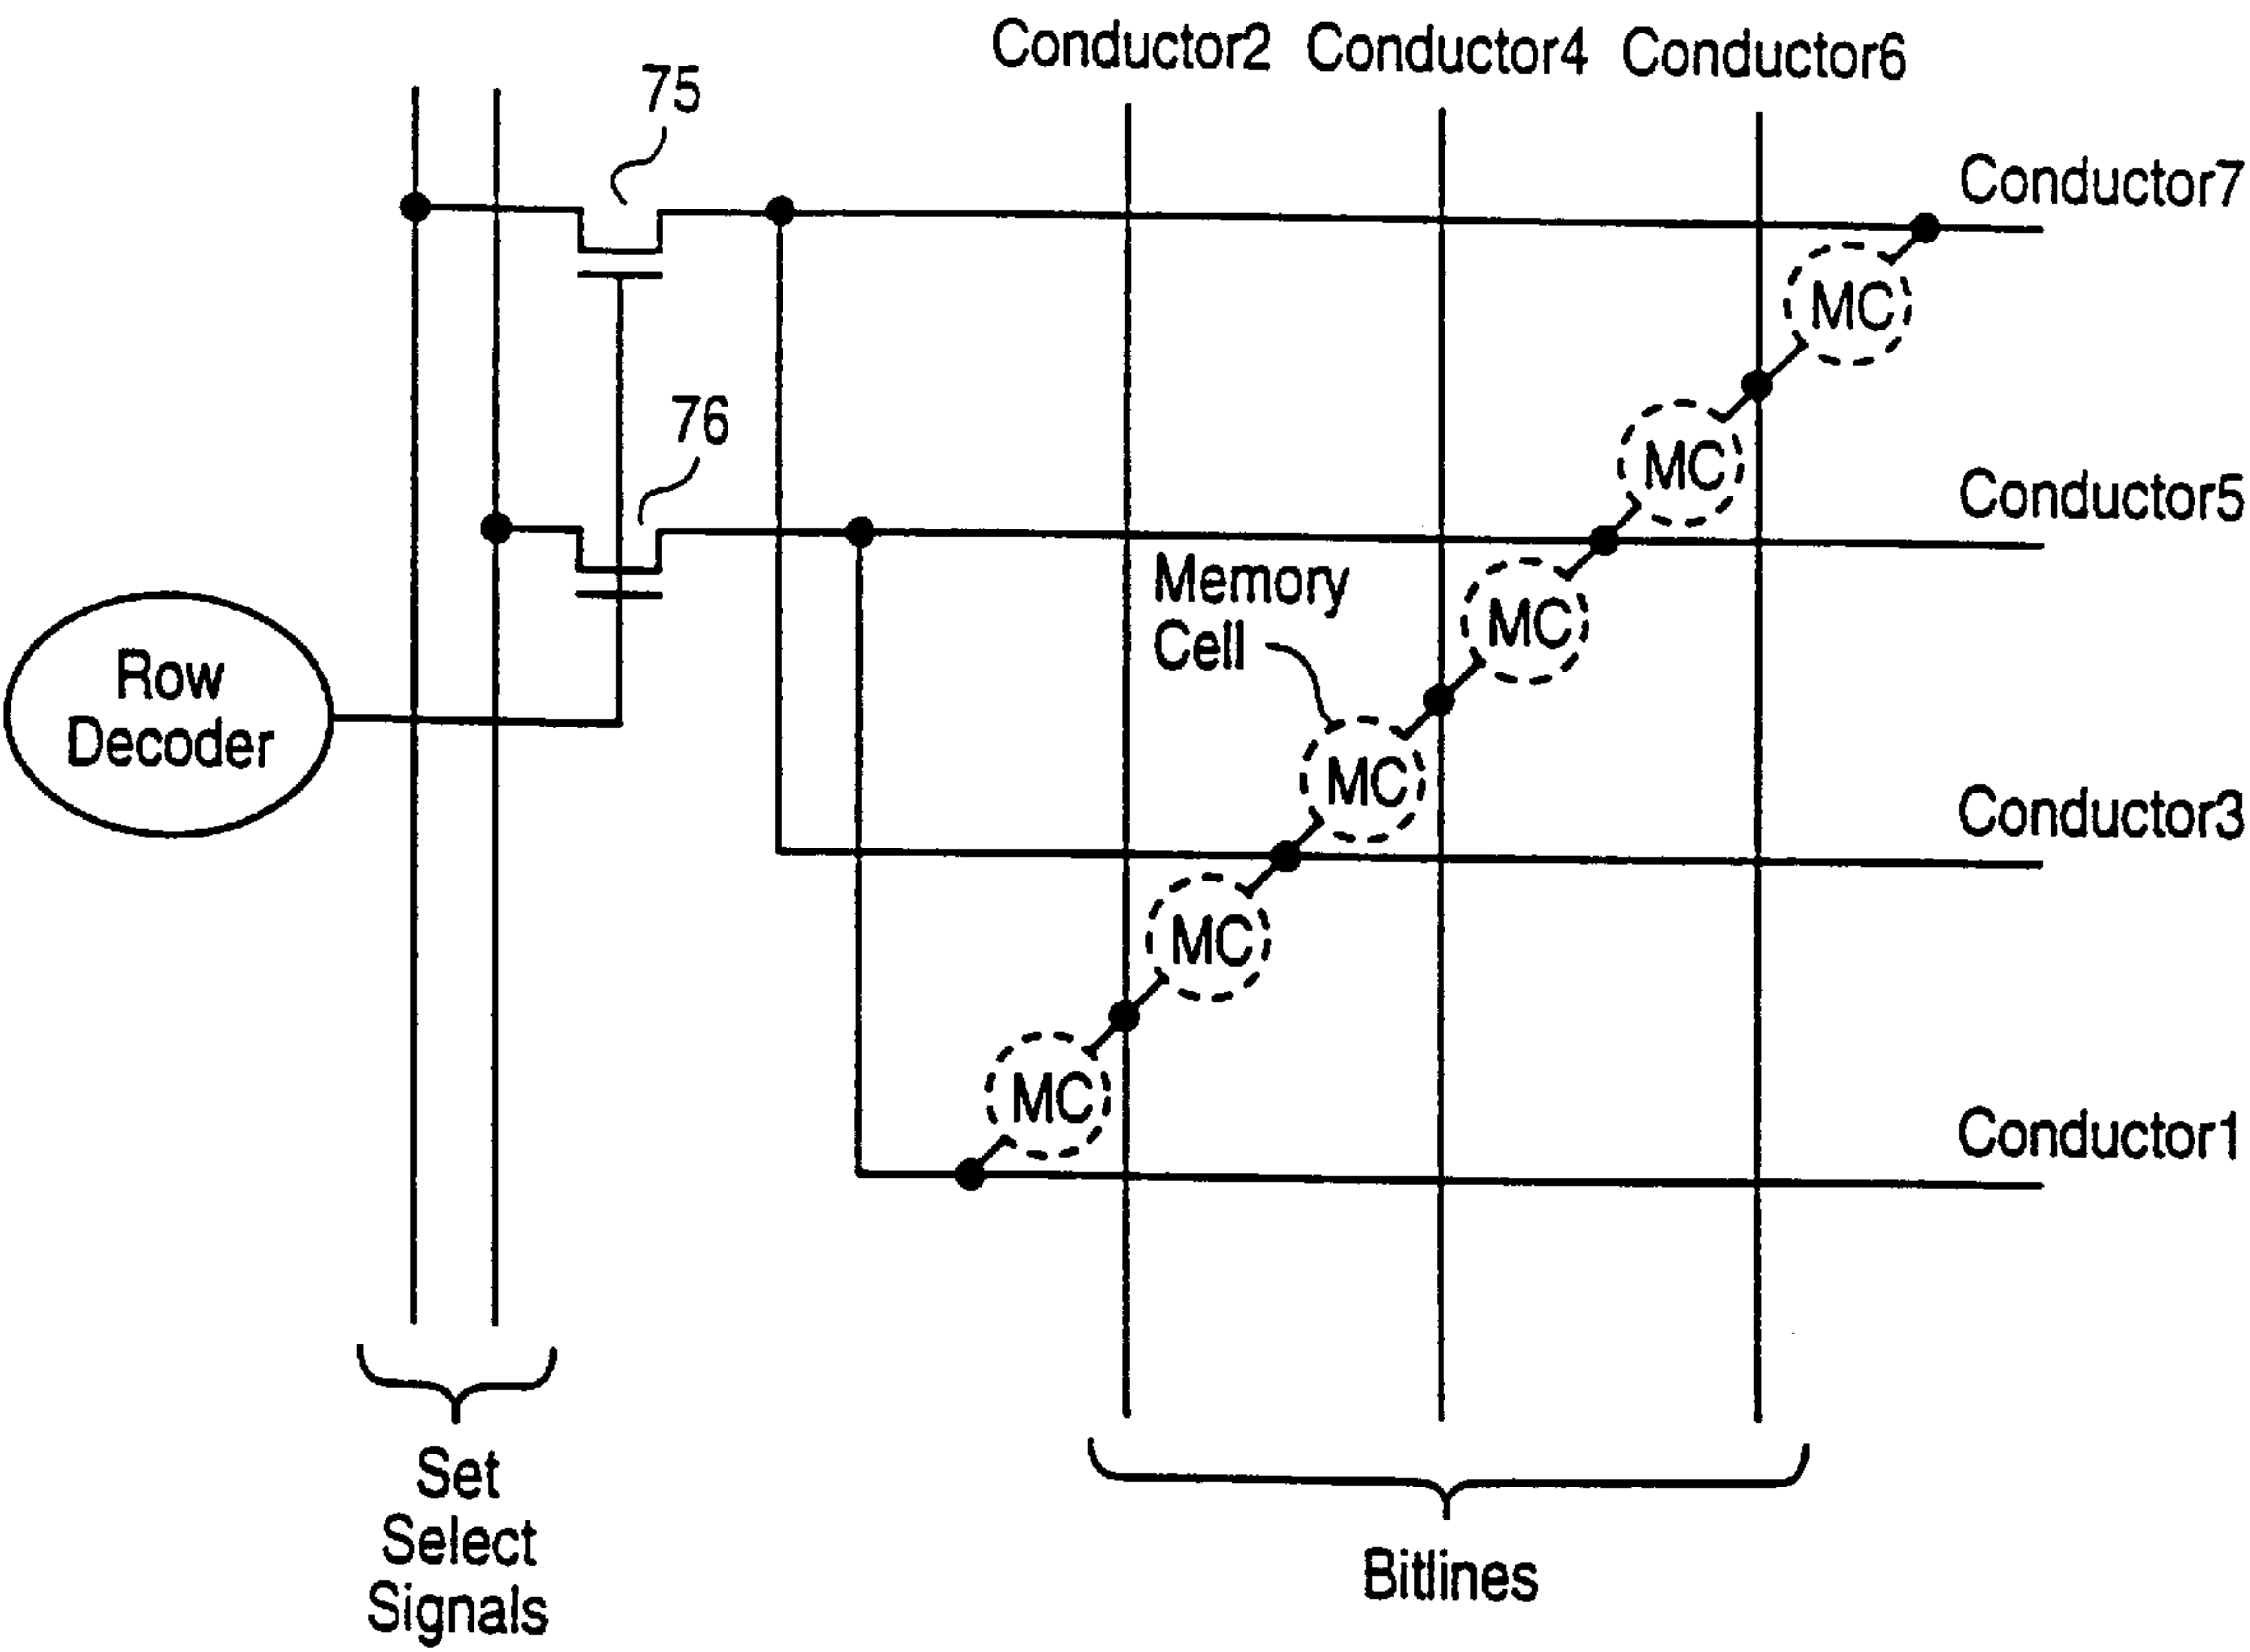 Conductor2 Conductor4 Conductor6
75
Conductor7
MC
76
MC
Conductor5
Memory
Cell
MC
Row
Decoder
MC
Conductor3
MC
MC
Conductor1
Set
Select
Signals
Bitlines